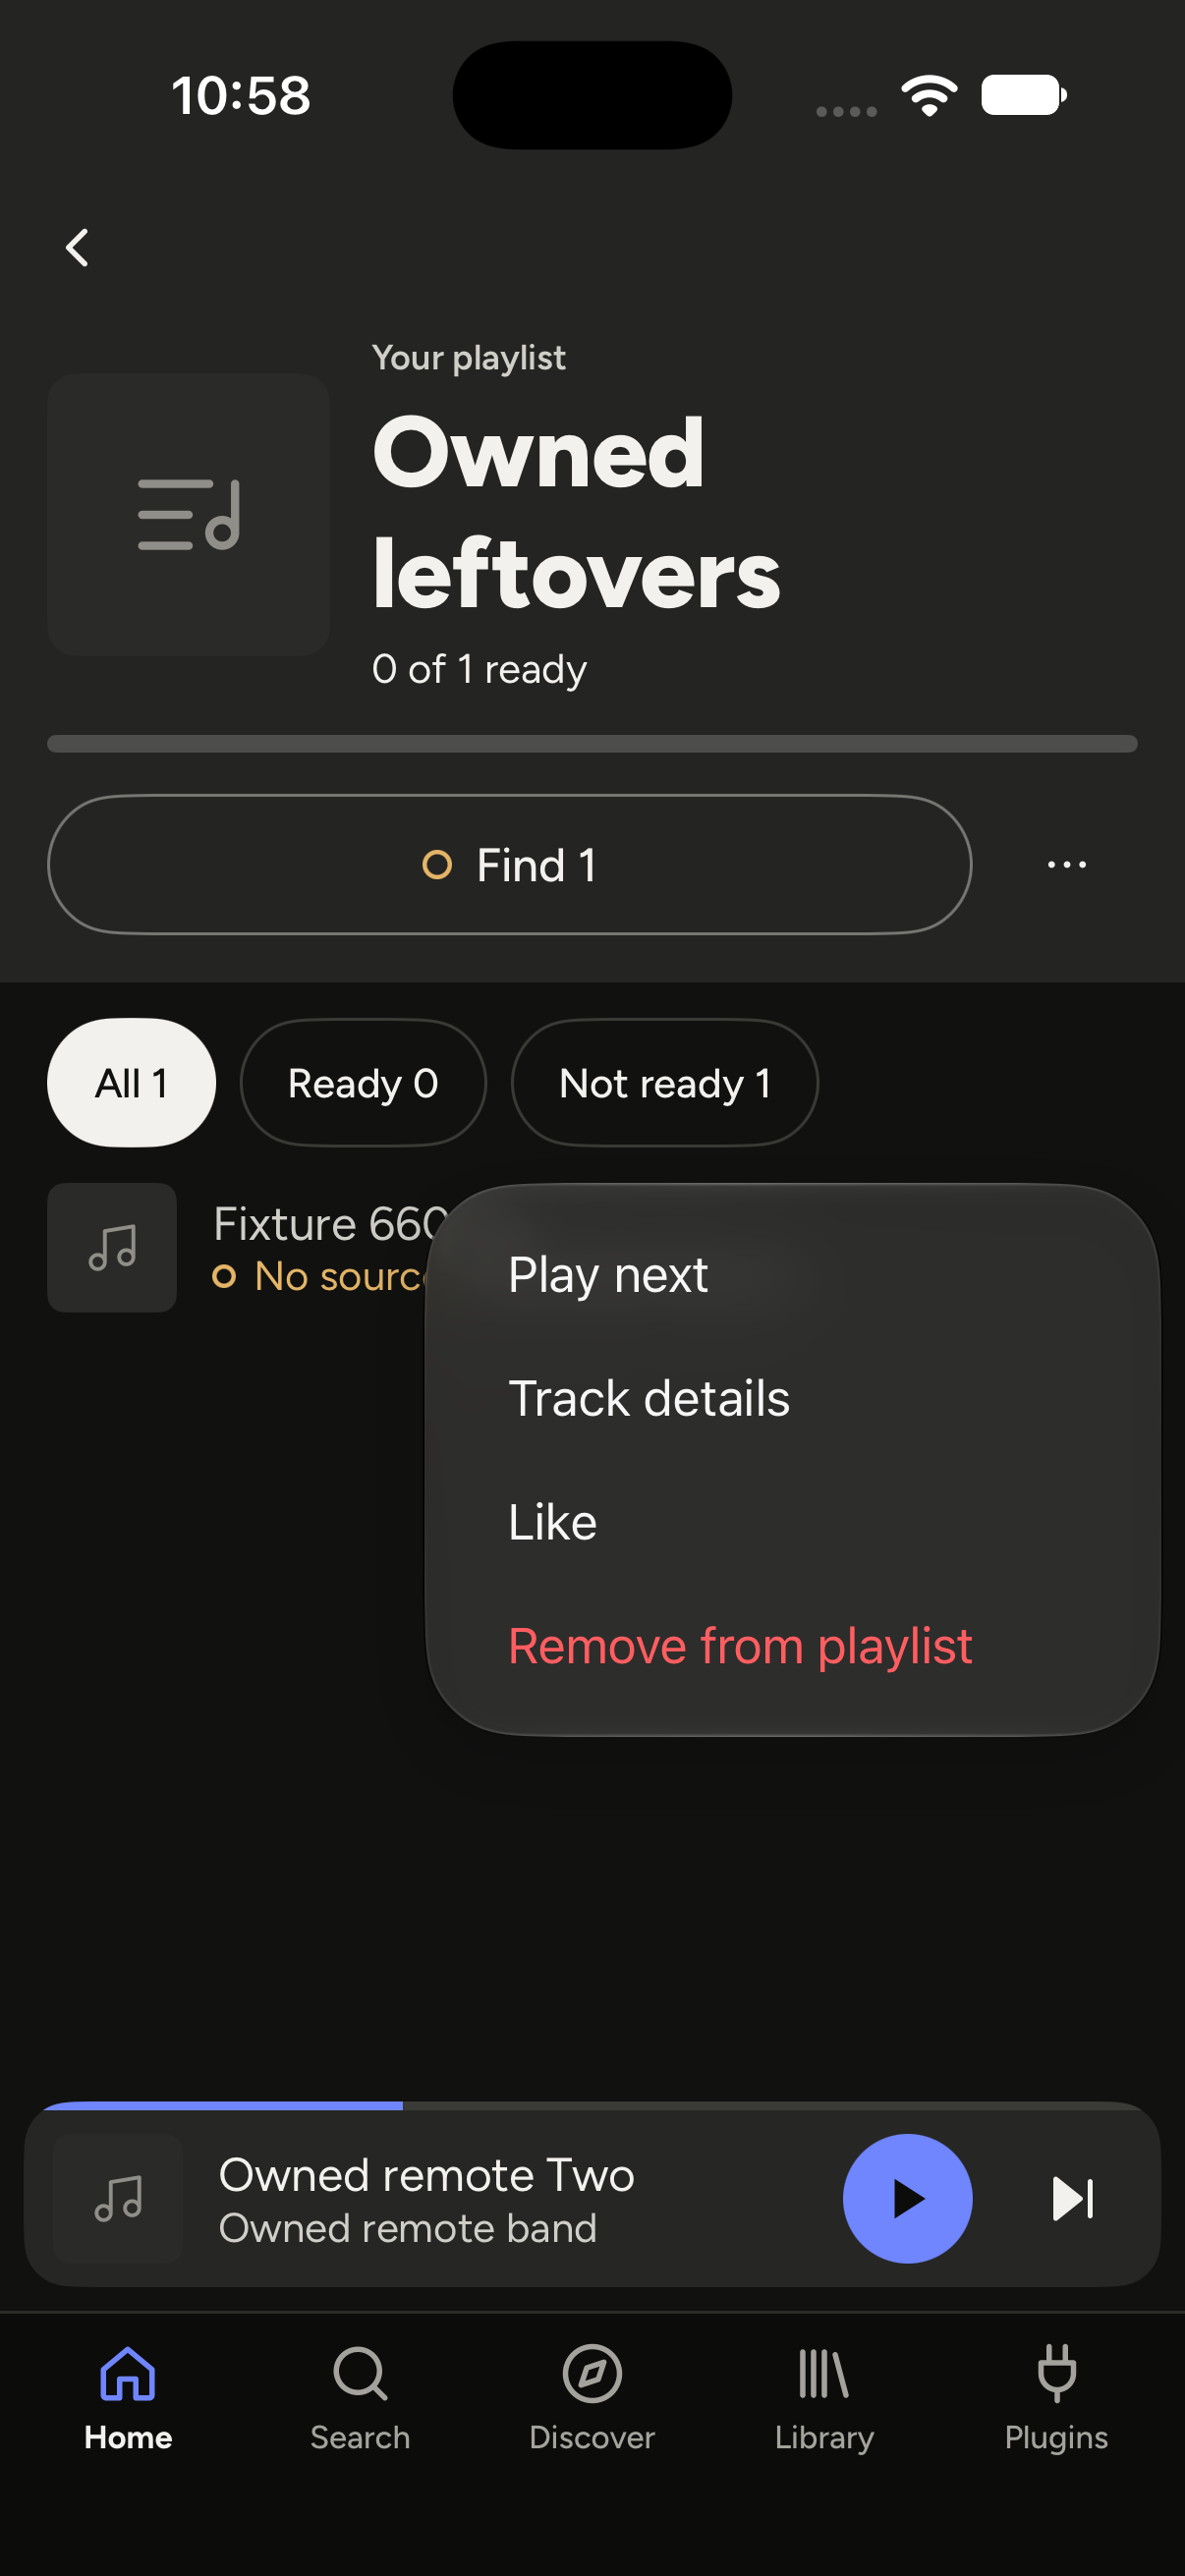 10:58
Your playlist
Owned
leftovers
0 of 1 ready
Find 1
All 1
Ready 0
Not ready 1
Fixture 660
No source
Play next
Track details
Like
Remove from playlist
Owned remote Two
Owned remote band
Home
Search
Discover
Library
Plugins